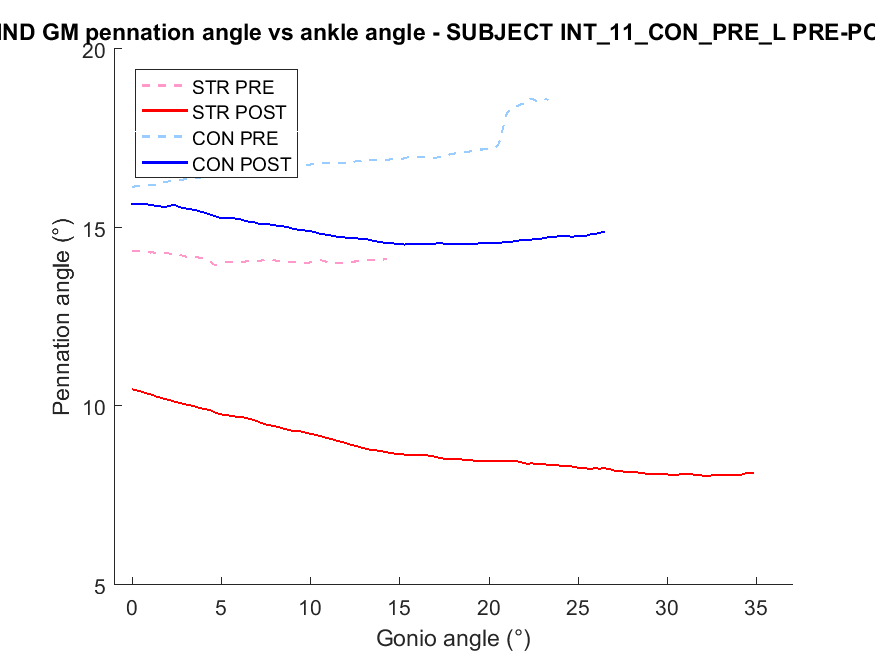 IND GM pennation angle vs ankle angle - SUBJECT INT_11_CON_PRE_L PRE-PO
20
STR PRE
STR POST
CON PRE
CON POST
15
10
5
Pennation angle (°)
0 5 10 15 20 25 30 35
Gonio angle (°)